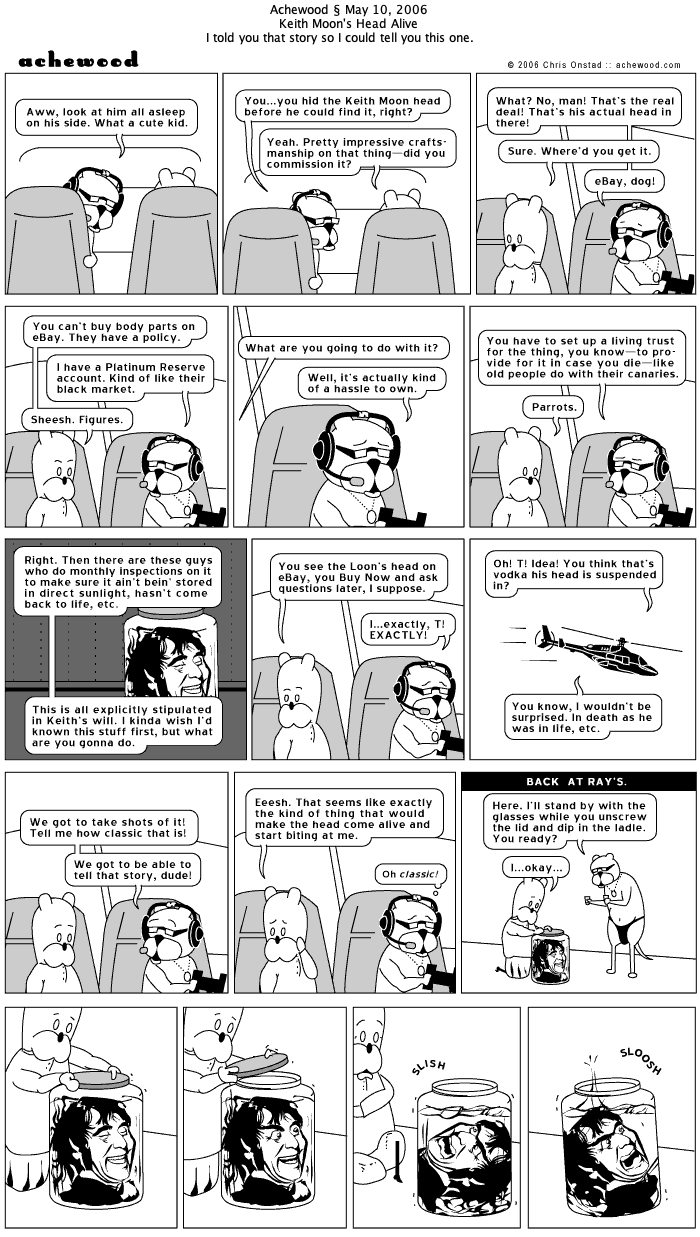 Achewood § May 10, 2006
Keith Moon's Head Alive
I told you that story so I could tell you this one.
achewood
© 2006 Chris Onstad :: achewood.com
Aww, look at him all asleep
on his side. What a cute kid.
You...you hid the Keith Moon head
before he could find it, right?
Yeah. Pretty impressive crafts-
manship on that thing—did you
commission it?
What? No, man! That's the real
deal! That's his actual head in
there!
Sure. Where'd you get it.
eBay, dog!
You can't buy body parts on
eBay. They have a policy.
I have a Platinum Reserve
account. Kind of like their
black market.
Sheesh. Figures.
What are you going to do with it?
Well, it's actually kind
of a hassle to own.
You have to set up a living trust
for the thing, you know—to pro-
vide for it in case you die—like
old people do with their canaries.
Parrots.
Right. Then there are these guys
who do monthly inspections on it
to make sure it ain't bein' stored
in direct sunlight, hasn't come
back to life, etc.
This is all explicitly stipulated
in Keith's will. I kinda wish I'd
known this stuff first, but what
are you gonna do.
You see the Loon's head on
eBay, you Buy Now and ask
questions later, I suppose.
I...exactly, T!
EXACTLY!
Oh! T! Idea! You think that's
vodka his head is suspended
in?
You know, I wouldn't be
surprised. In death as he
was in life, etc.
We got to take shots of it!
Tell me how classic that is!
We got to be able to
tell that story, dude!
Eeesh. That seems like exactly
the kind of thing that would
make the head come alive and
start biting at me.
Oh classic!
BACK AT RAY'S.
Here. I'll stand by with the
glasses while you unscrew
the lid and dip in the ladle.
You ready?
I...okay...
SLISH
SLOOSH